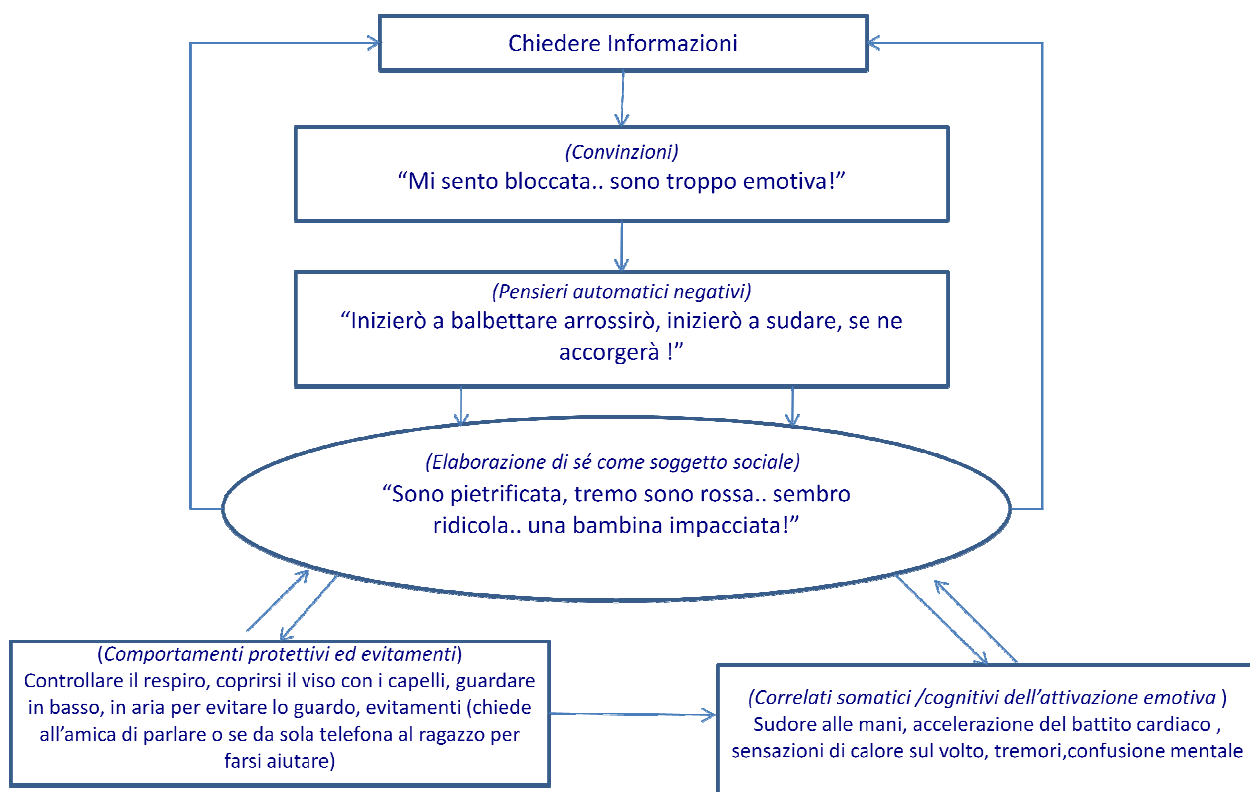 Chiedere Informazioni
(Convinzioni)
“Mi sento bloccata.. sono troppo emotiva!”
(Pensieri automatici negativi)
“Inizierò a balbettare arrossirò, inizierò a sudare, se ne
accorgerà !”
(Elaborazione di sé come soggetto sociale)
“Sono pietrificata, tremo sono rossa.. sembro
ridicola.. una bambina impacciata!”
(Comportamenti protettivi ed evitamenti)
Controllare il respiro, coprirsi il viso con i capelli, guardare
in basso, in aria per evitare lo guardo, evitamenti (chiede
all’amica di parlare o se da sola telefona al ragazzo per
farsi aiutare)
(Correlati somatici /cognitivi dell’attivazione emotiva )
Sudore alle mani, accelerazione del battito cardiaco ,
sensazioni di calore sul volto, tremori,confusione mentale